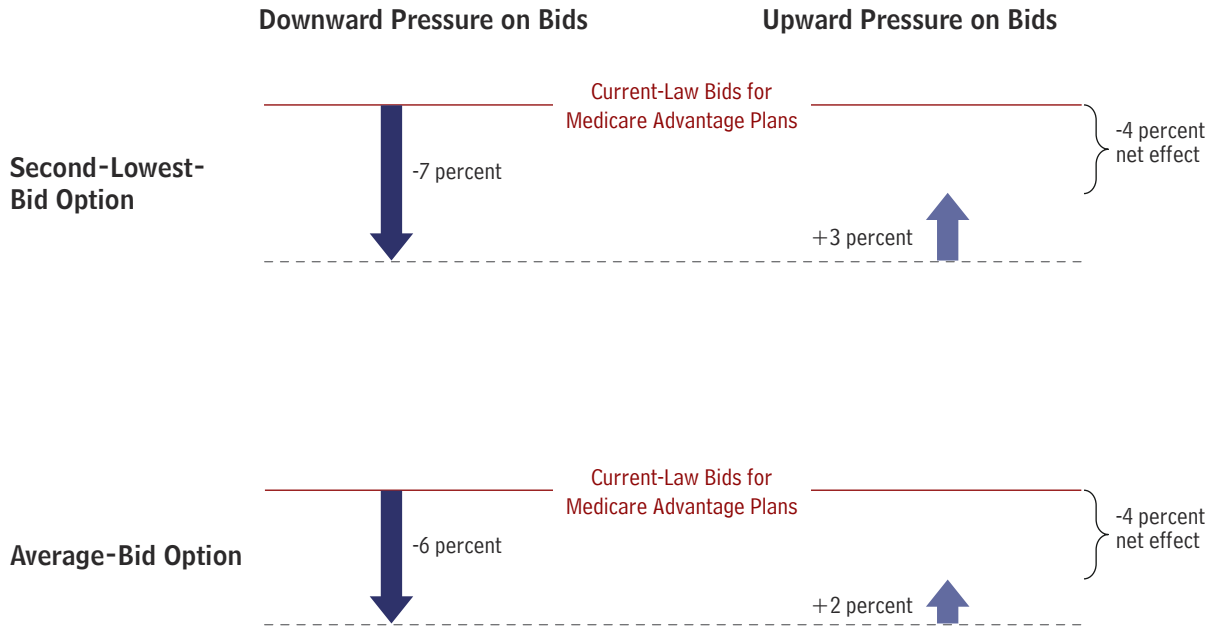 Downward Pressure on Bids
Upward Pressure on Bids
Second-Lowest-
Bid Option
-7 percent
Current-Law Bids for
Medicare Advantage Plans
+3 percent
-4 percent
net effect
Average-Bid Option
-6 percent
Current-Law Bids for
Medicare Advantage Plans
+2 percent
-4 percent
net effect